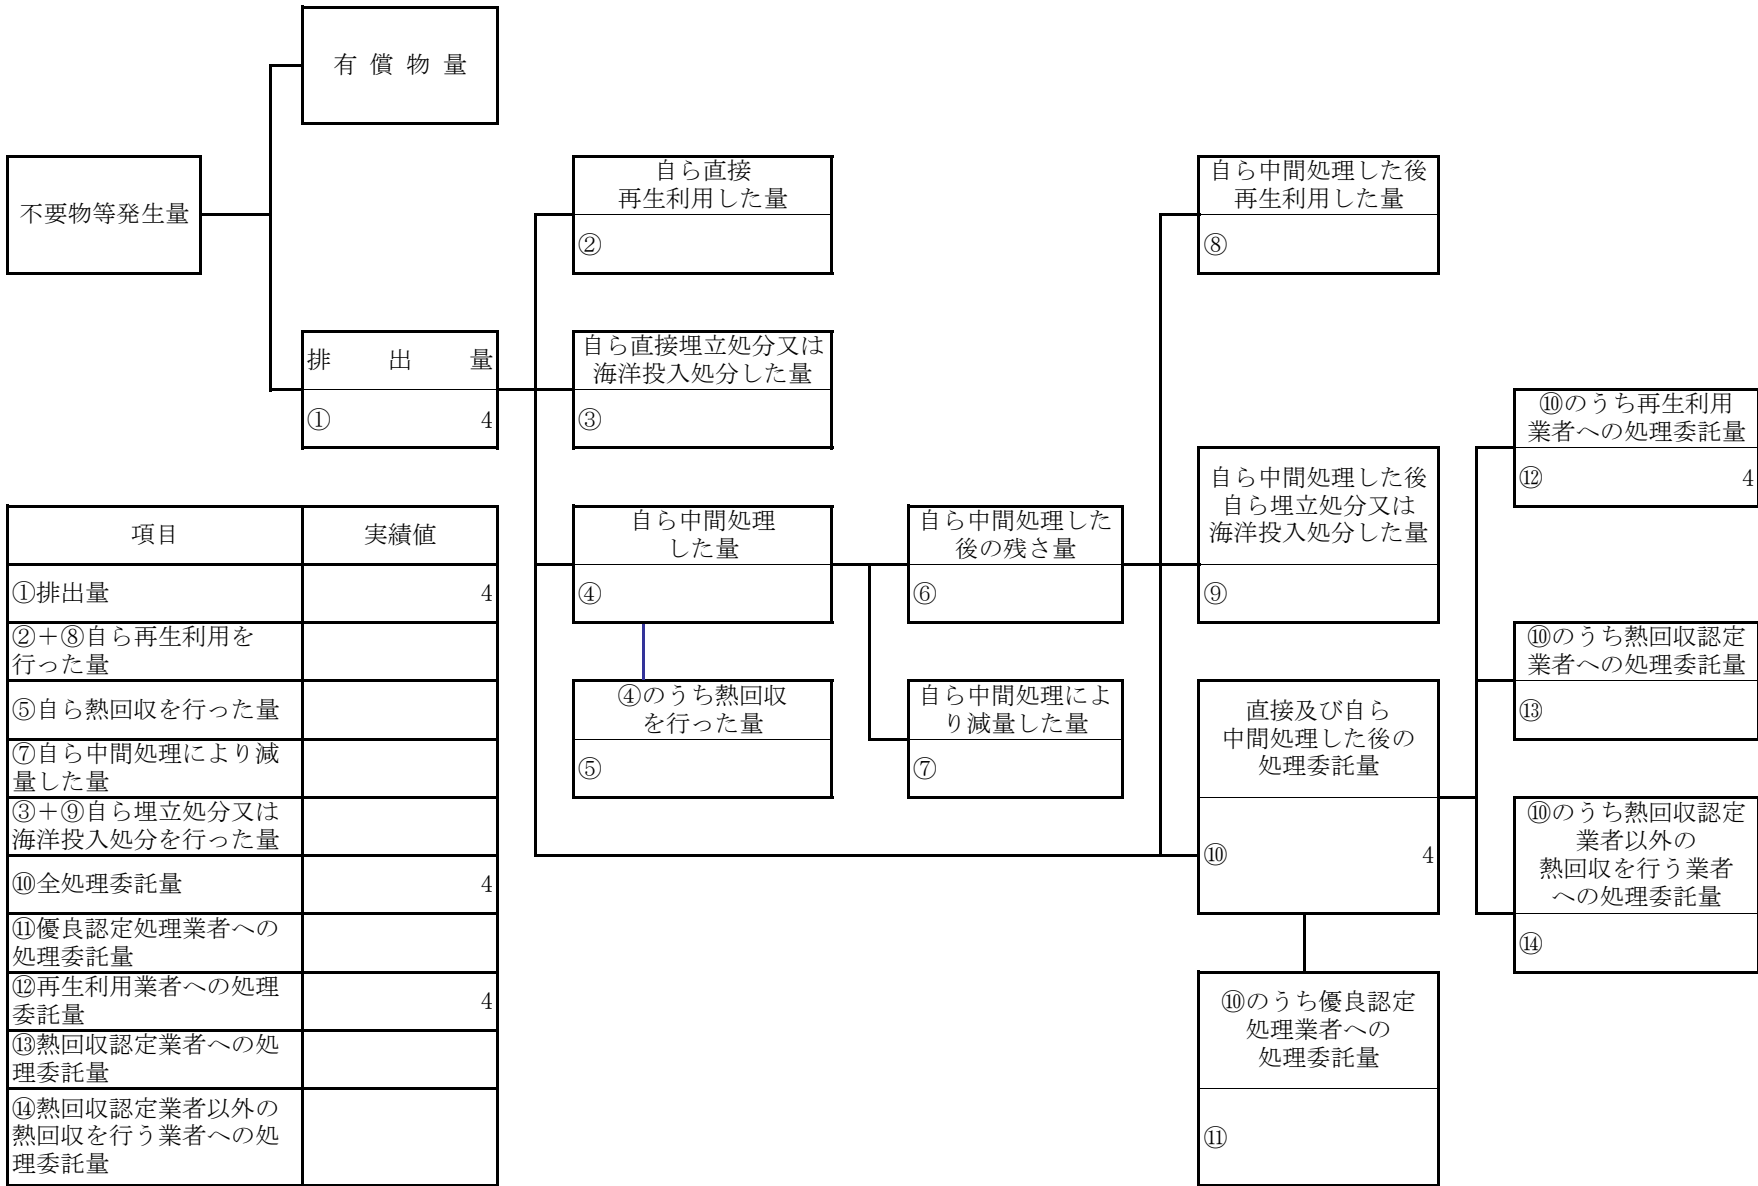 有 償 物 量
不要物等発生量
自ら直接
再生利用した量
②
自ら中間処理した後
再生利用した量
⑧
排 出 量
① 4
自ら直接埋立処分又は
海洋投入処分した量
③
⑩のうち再生利用
業者への処理委託量
⑫ 4
自ら中間処理
した量
④
自ら中間処理した
後の残さ量
⑥
自ら中間処理した後
自ら埋立処分又は
海洋投入処分した量
⑨
⑩のうち熱回収認定
業者への処理委託量
⑬
④のうち熱回収
を行った量
⑤
自ら中間処理によ
り減量した量
⑦
直接及び自ら
中間処理した後の
処理委託量
⑩ 4
⑩のうち熱回収認定
業者以外の
熱回収を行う業者
への処理委託量
⑭
⑩のうち優良認定
処理業者への
処理委託量
⑪
項目 実績値
①排出量 4
②＋⑧自ら再生利用を
行った量
⑤自ら熱回収を行った量
⑦自ら中間処理により減
量した量
③＋⑨自ら埋立処分又は
海洋投入処分を行った量
⑩全処理委託量 4
⑪優良認定処理業者への
処理委託量
⑫再生利用業者への処理
委託量 4
⑬熱回収認定業者への処
理委託量
⑭熱回収認定業者以外の
熱回収を行う業者への処
理委託量